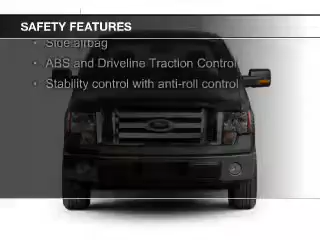 SAFETY FEATURES
• Side airbag
• ABS and Driveline Traction Control
• Stability control with anti-roll control